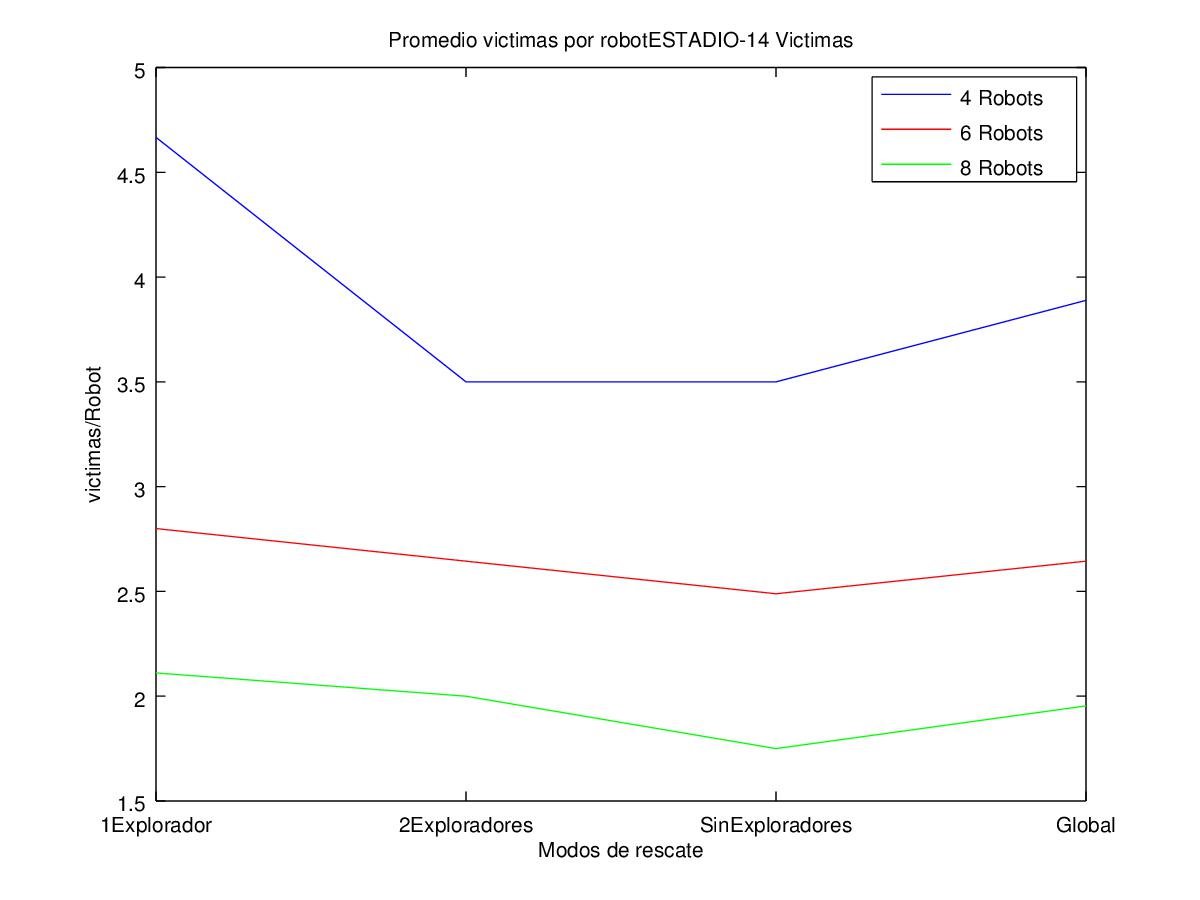 Promedio victimas por robotESTADIO-14 Victimas
5
4.5
4
3.5
3
2.5
2
1.5
victimas/Robot
4 Robots
6 Robots
8 Robots
1Explorador
2Exploradores
SinExploradores
Global
Modos de rescate